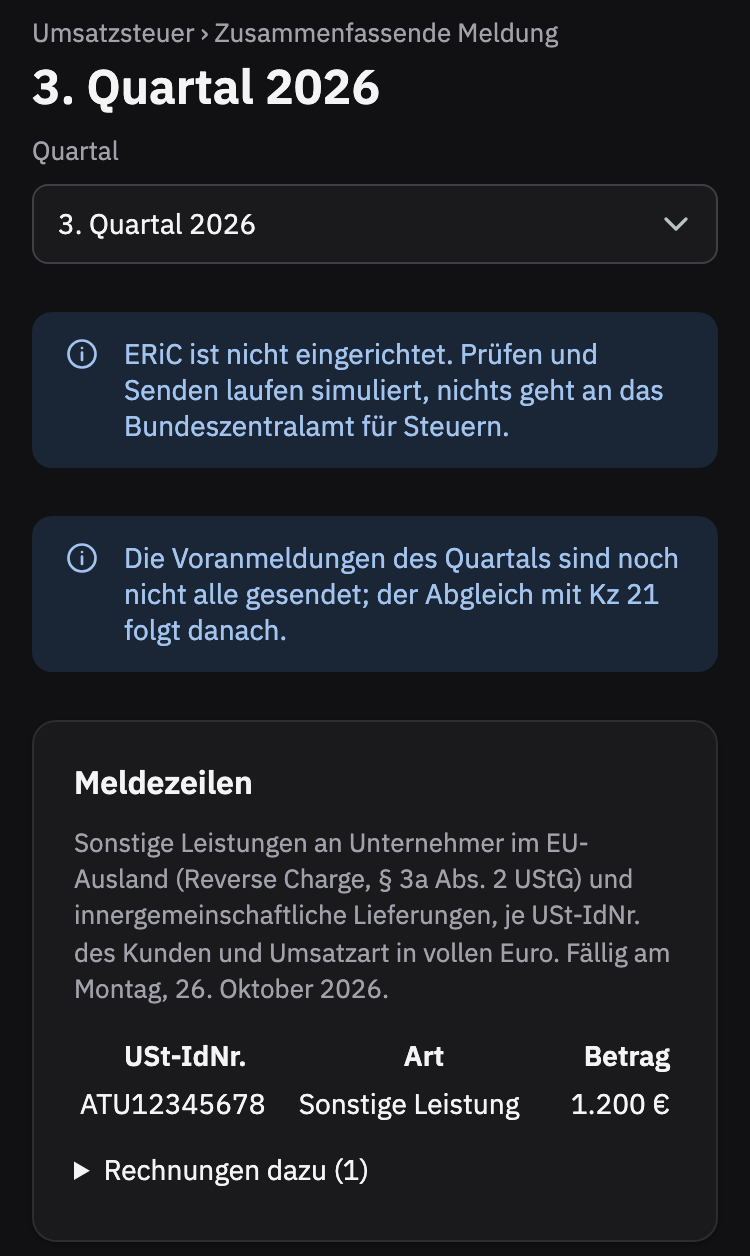 Umsatzsteuer › Zusammenfassende Meldung
3. Quartal 2026
Quartal
3. Quartal 2026
ERiC ist nicht eingerichtet. Prüfen und
Senden laufen simuliert, nichts geht an das
Bundeszentralamt für Steuern.
Die Voranmeldungen des Quartals sind noch
nicht alle gesendet; der Abgleich mit Kz 21
folgt danach.
Meldezeilen
Sonstige Leistungen an Unternehmer im EU-
Ausland (Reverse Charge, § 3a Abs. 2 UStG) und
innergemeinschaftliche Lieferungen, je USt-IdNr.
des Kunden und Umsatzart in vollen Euro. Fällig am
Montag, 26. Oktober 2026.
USt-IdNr. Art Betrag
ATU12345678 Sonstige Leistung 1.200 €
Rechnungen dazu (1)